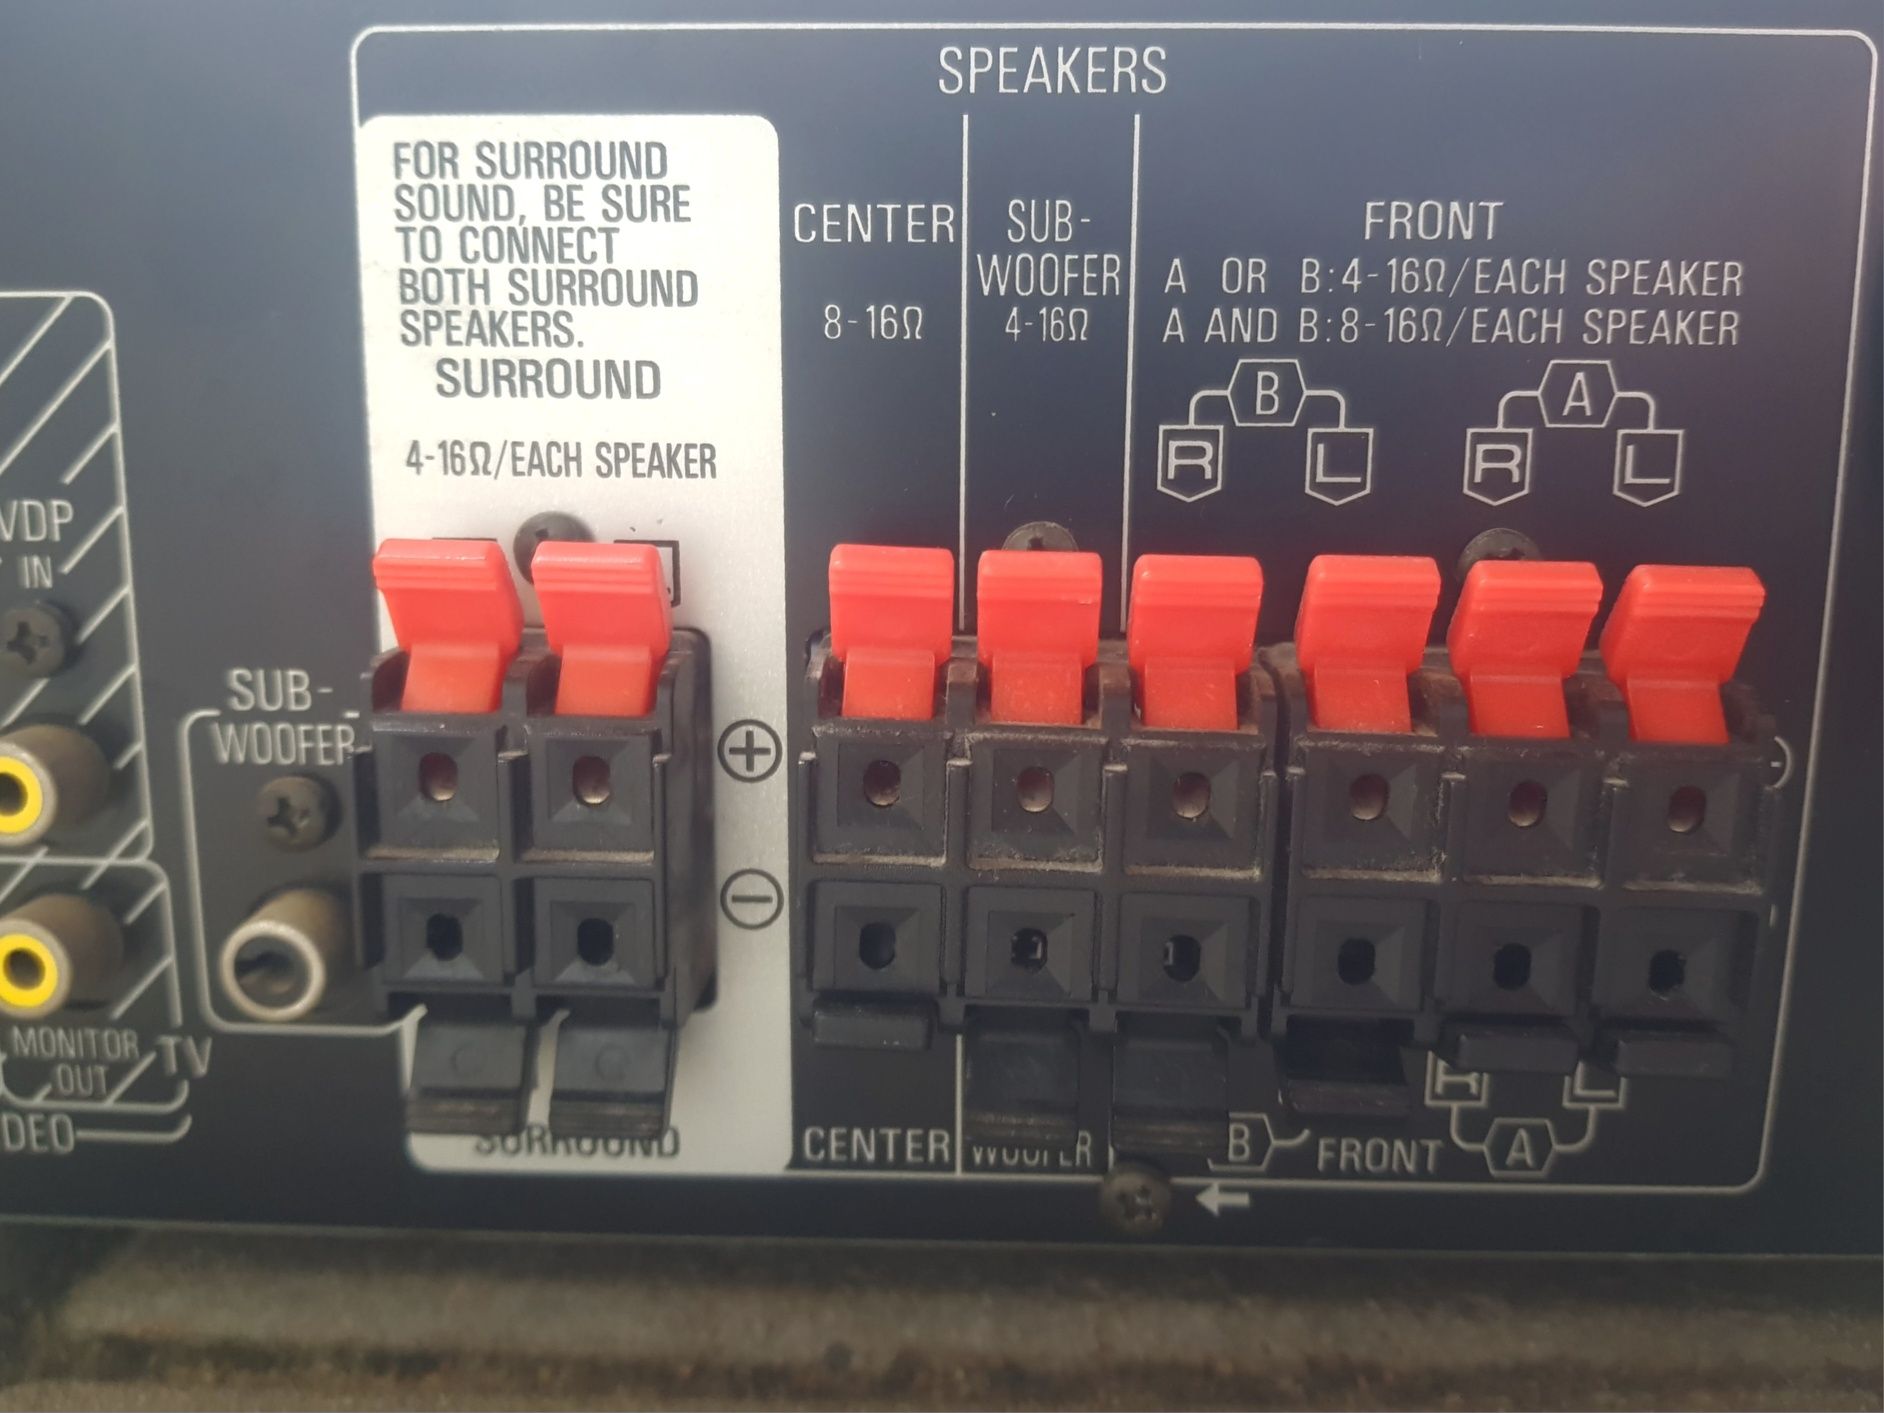 SPEAKERS
FOR SURROUND
SOUND, BE SURE
TO CONNECT
BOTH SURROUND
SPEAKERS.
SURROUND
4-16Ω/EACH SPEAKER
CENTER
8-16Ω
SUB-
WOOFER
4-16Ω
FRONT
A OR B:4-16Ω/EACH SPEAKER
A AND B:8-16Ω/EACH SPEAKER
B
R L
A
R L
VDP
IN
SUB-
WOOFER
+
-
MONITOR
OUT
TV
SURROUND
CENTER
WOOFER
B
FRONT
R L
A